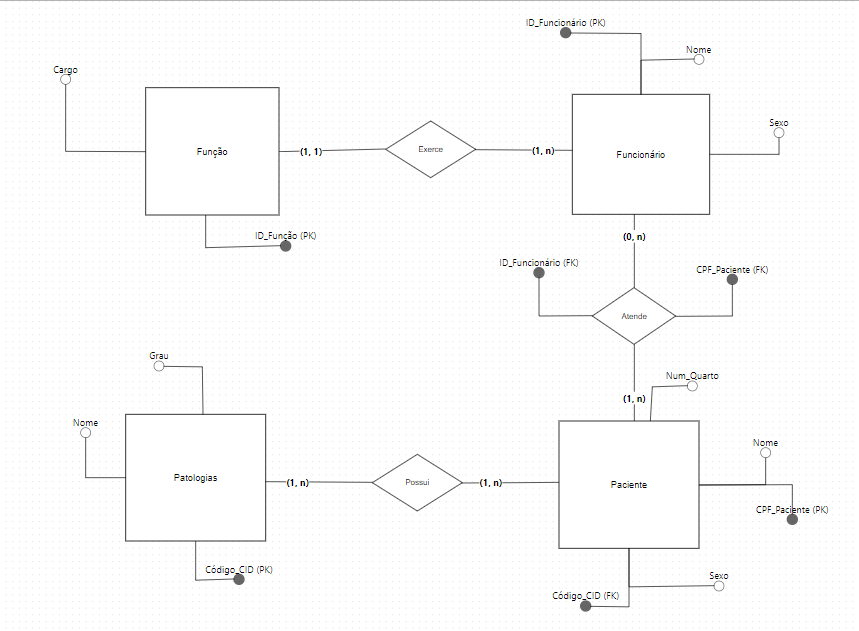 ID_Funcionário (PK)
Nome
Cargo
Sexo
Função
(1, 1)
Exerce
(1, n)
Funcionário
ID_Função (PK)
(0, n)
ID_Funcionário (FK)
CPF_Paciente (FK)
Atende
Grau
Num_Quarto
(1, n)
Nome
Nome
Patologias
(1, n)
Possui
(1, n)
Paciente
CPF_Paciente (PK)
Código_CID (PK)
Sexo
Código_CID (FK)